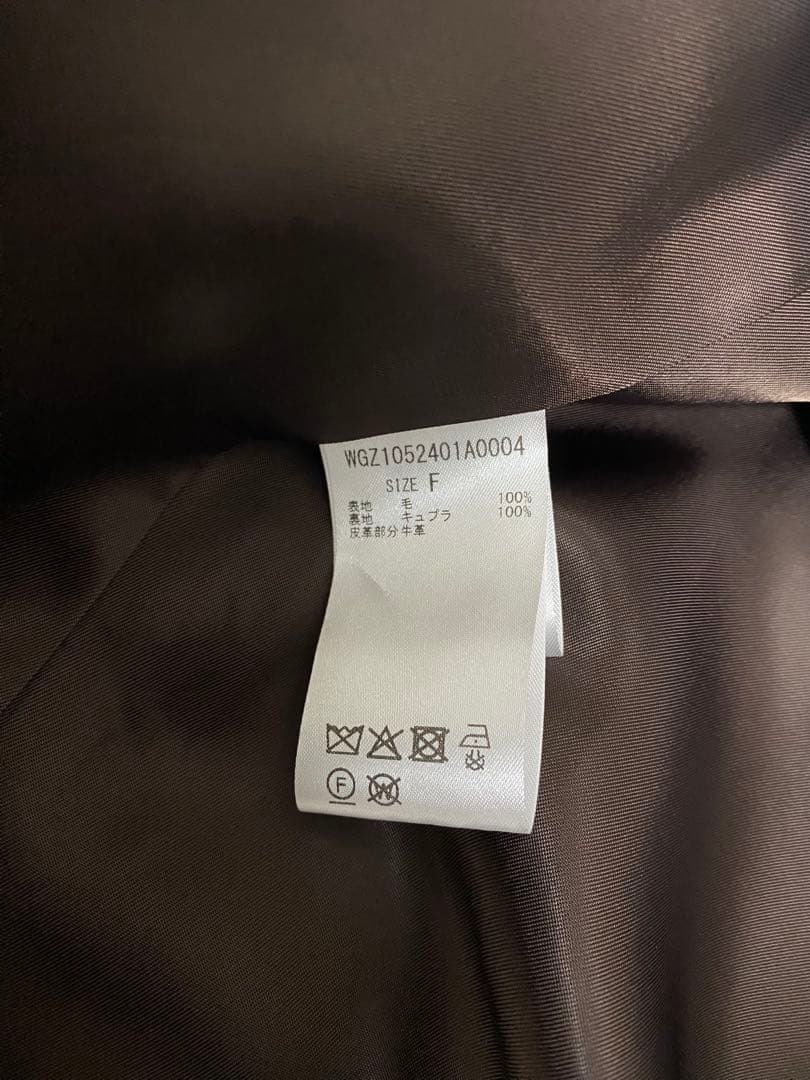 WGZ1052401A0004
SIZE F
表地 毛 100%
裏地 キュプラ 100%
皮革部分 牛革
F
W